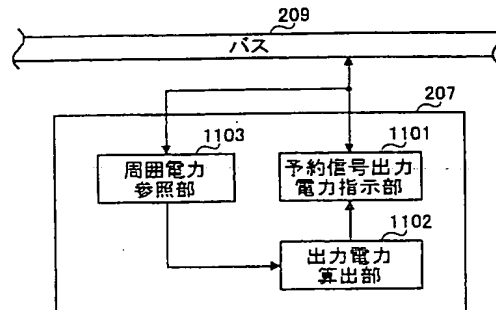 209
バス
207
1103
周囲電力
参照部
1101
予約信号出力
電力指示部
1102
出力電力
算出部